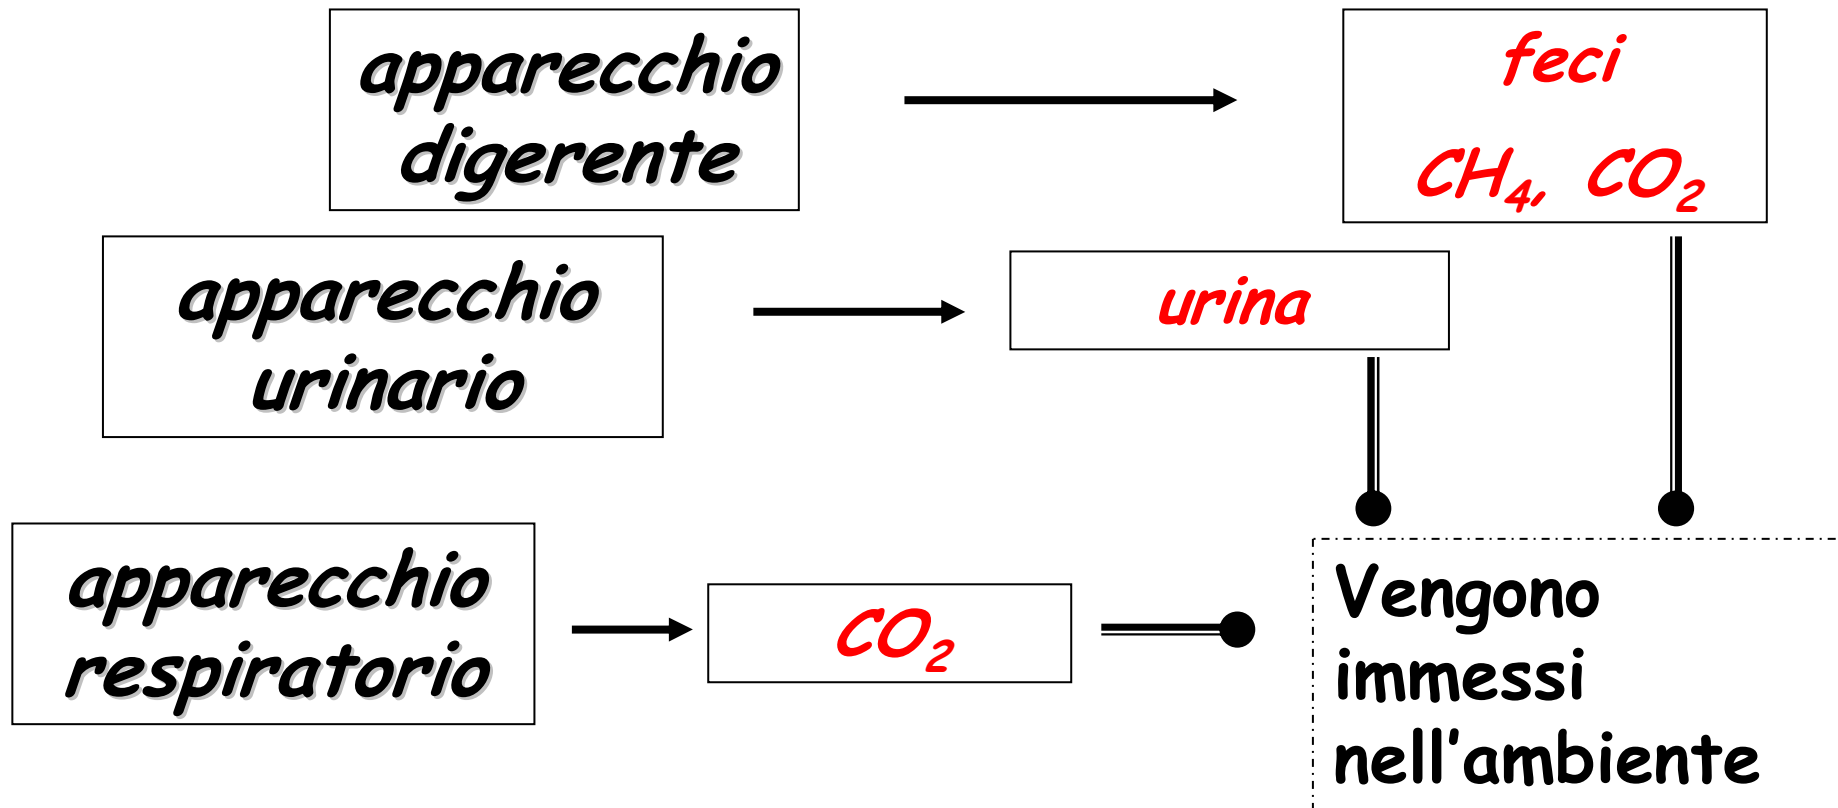 apparecchio
digerente
feci
CH₄, CO₂
apparecchio
urinario
urina
apparecchio
respiratorio
CO₂
Vengono
immessi
nell'ambiente